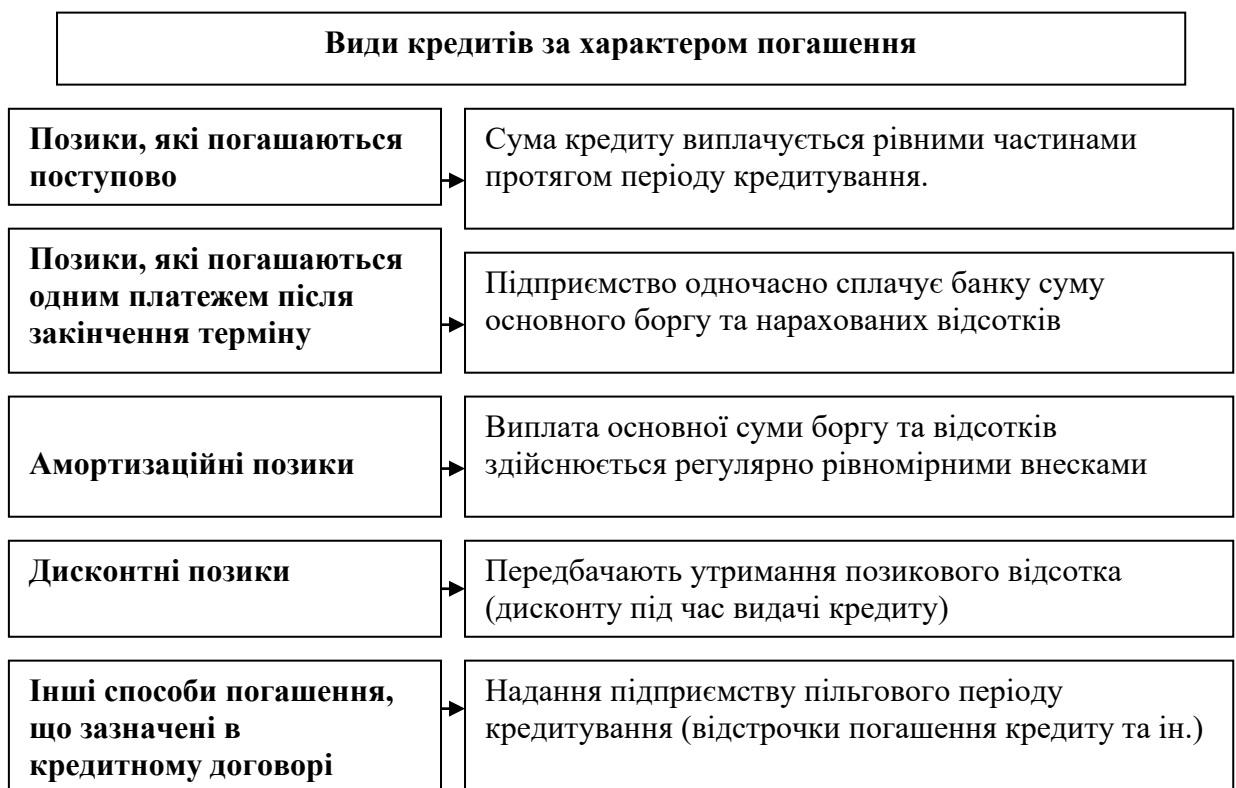 Види кредитів за характером погашення
Позики, які погашаються
поступово
Сума кредиту виплачується рівними частинами
протягом періоду кредитування.
Позики, які погашаються
одним платежем після
закінчення терміну
Підприємство одночасно сплачує банку суму
основного боргу та нарахованих відсотків
Амортизаційні позики
Виплата основної суми боргу та відсотків
здійснюється регулярно рівномірними внесками
Дисконтні позики
Передбачають утримання позикового відсотка
(дисконту під час видачі кредиту)
Інші способи погашення,
що зазначені в
кредитному договорі
Надання підприємству пільгового періоду
кредитування (відстрочки погашення кредиту та ін.)